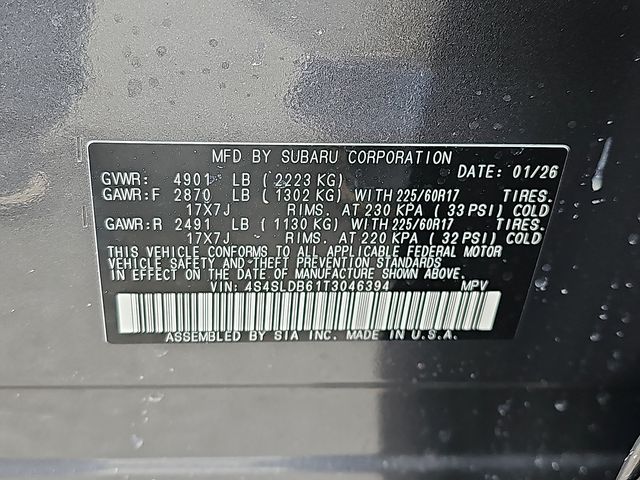 MFD BY SUBARU CORPORATION
DATE: 01/26
GVWR: 4901 LB ( 2223 KG)
GAWR:F 2870 LB ( 1302 KG) WITH 225/60R17 TIRES.
17X7J - RIMS. AT 230 KPA ( 33 PSI) COLD
GAWR:R 2491 LB ( 1130 KG) WITH 225/60R17 TIRES.
17X7J - RIMS. AT 220 KPA ( 32 PSI) COLD
THIS VEHICLE CONFORMS TO ALL APPLICABLE FEDERAL MOTOR
VEHICLE SAFETY AND THEFT PREVENTION STANDARDS
IN EFFECT ON THE DATE OF MANUFACTURE SHOWN ABOVE.
VIN: 4S4SLDB61T3046394 MPV
ASSEMBLED BY SIA INC. MADE IN U.S.A.